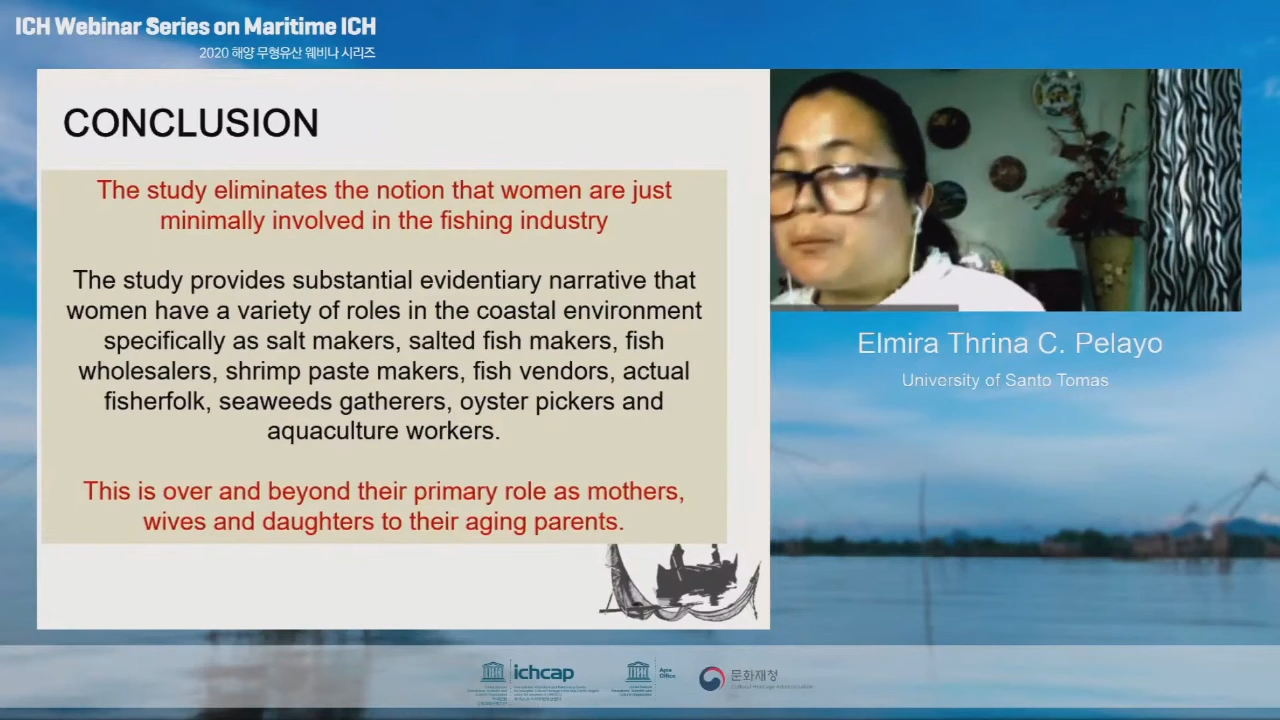 ICH Webinar Series on Maritime ICH
2020 해양 무형유산 웨비나 시리즈
CONCLUSION
The study eliminates the notion that women are just
minimally involved in the fishing industry
The study provides substantial evidentiary narrative that
women have a variety of roles in the coastal environment
specifically as salt makers, salted fish makers, fish
wholesalers, shrimp paste makers, fish vendors, actual
fisherfolk, seaweeds gatherers, oyster pickers and
aquaculture workers.
This is over and beyond their primary role as mothers,
wives and daughters to their aging parents.
Elmira Thrina C. Pelayo
University of Santo Tomas
ichcap
문화재청
Cultural Heritage Administration